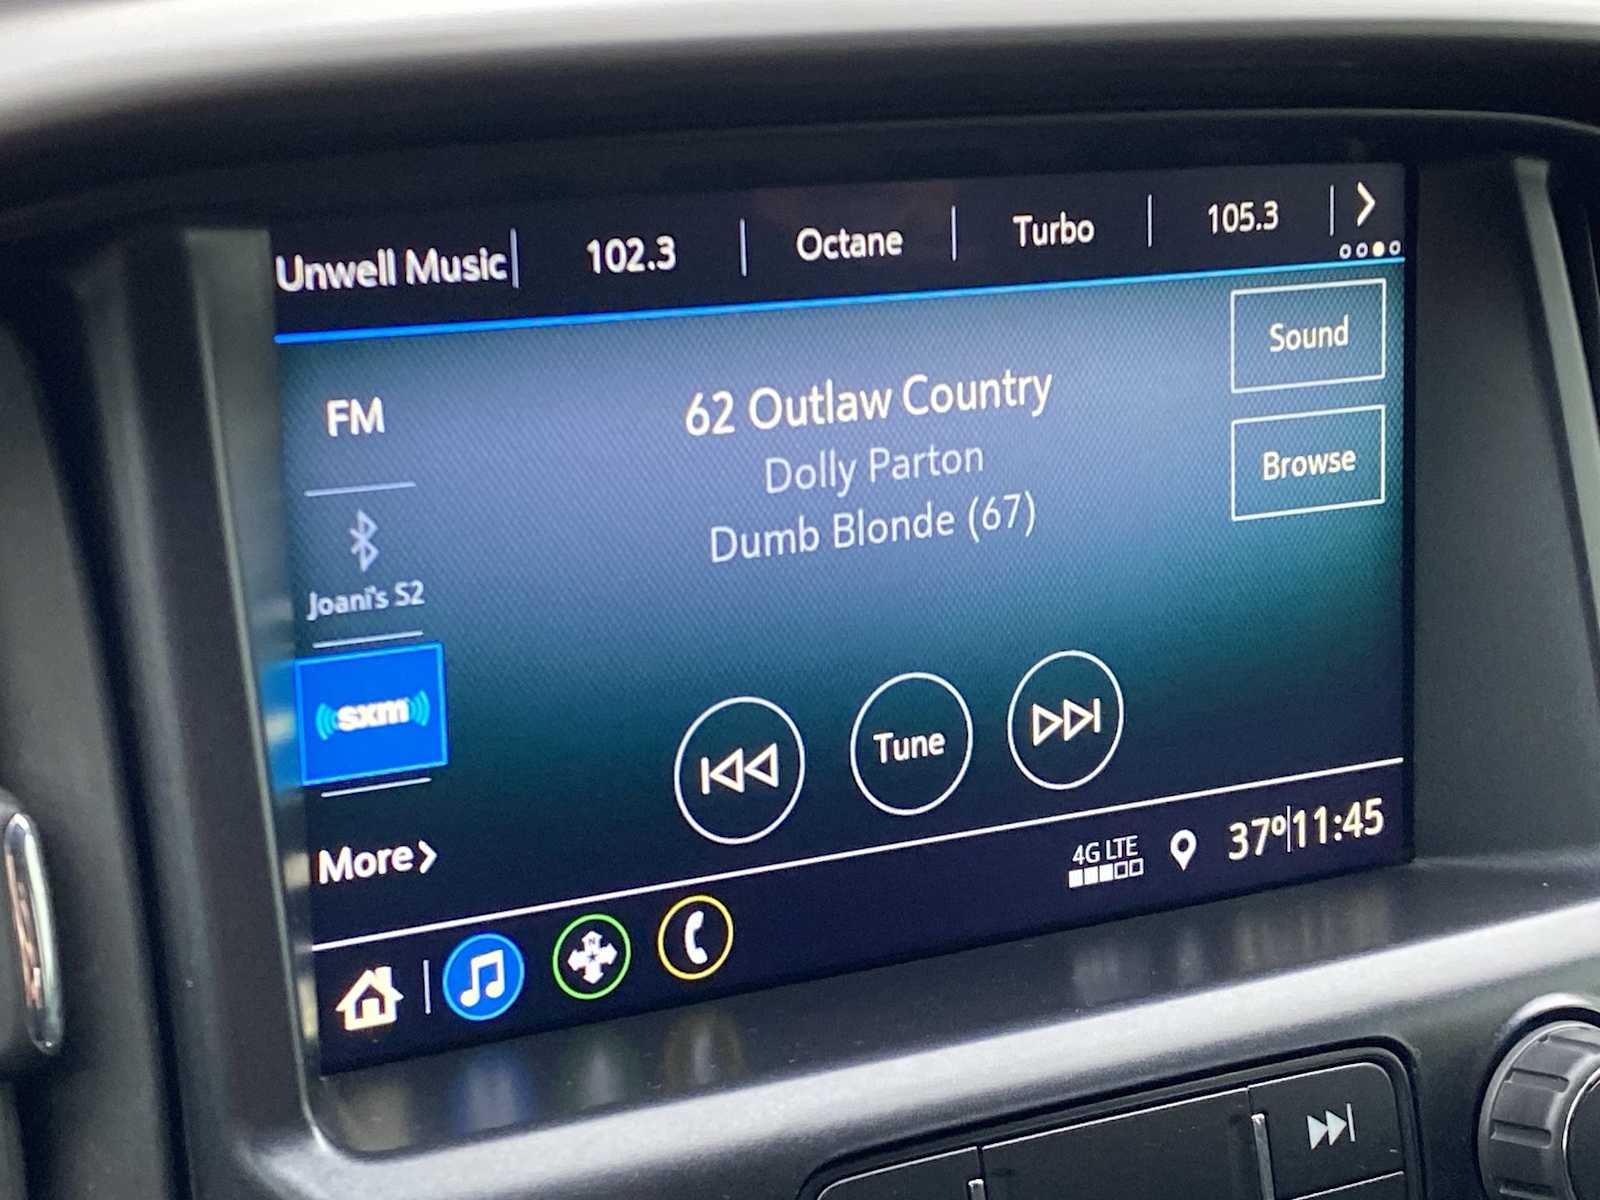 Unwell Music 102.3 Octane Turbo 105.3
Sound
FM
62 Outlaw Country
Dolly Parton
Dumb Blonde (67)
Browse
Joani's S2
sxm
Tune
More
4G LTE
37° 11:45
N